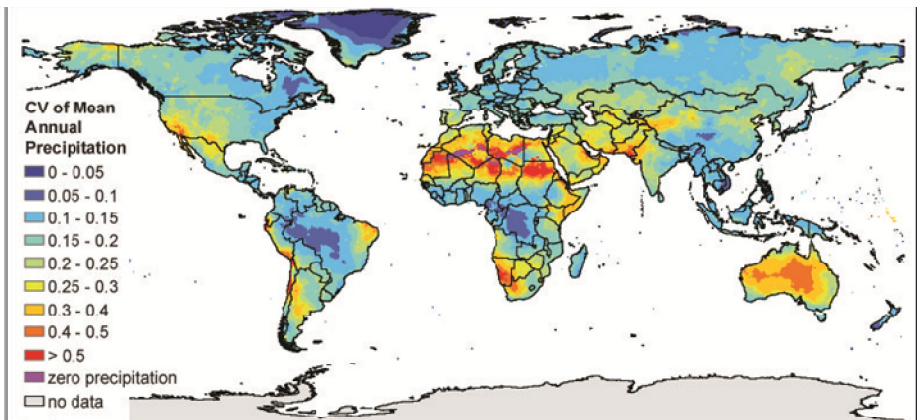 CV of Mean
Annual
Precipitation
0 - 0.05
0.05 - 0.1
0.1 - 0.15
0.15 - 0.2
0.2 - 0.25
0.25 - 0.3
0.3 - 0.4
0.4 - 0.5
> 0.5
zero precipitation
no data